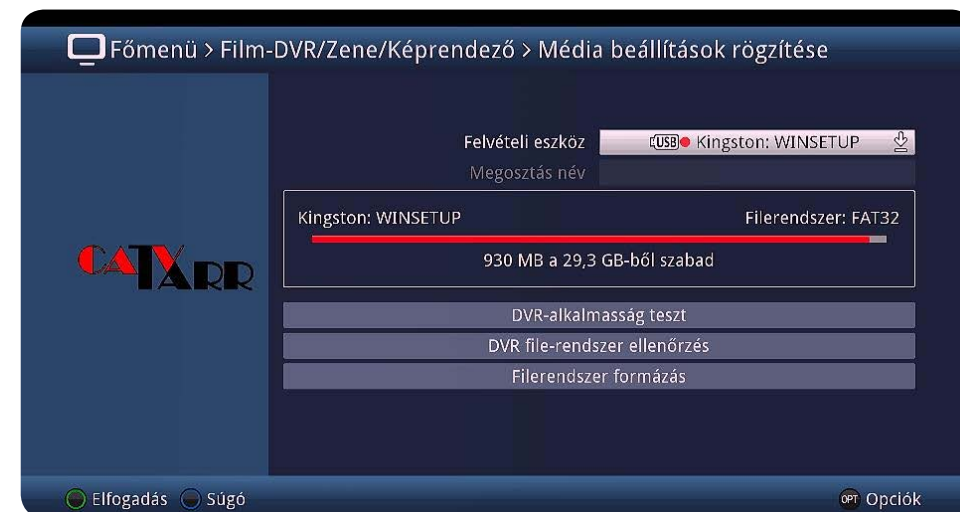 Főmenü > Film-DVR/Zene/Képrendező > Média beállítások rögzítése
Felvételi eszköz USB Kingston: WINSETUP
Megosztás név
Kingston: WINSETUP Filerendszer: FAT32
930 MB a 29,3 GB-ből szabad
CATV ARR
DVR-alkalmasság teszt
DVR file-rendszer ellenőrzés
Filerendszer formázás
Elfogadás Súgó OPT Opciók